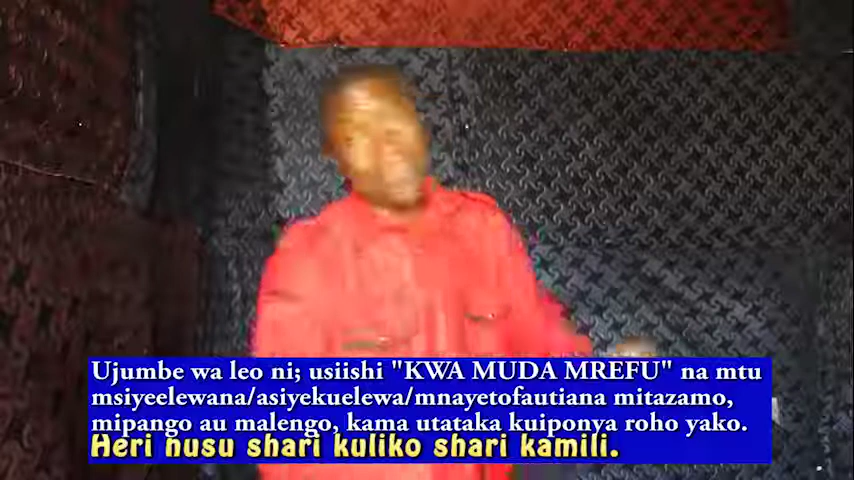 Ujumbe wa leo ni; usiishi "KWA MUDA MREFU" na mtu
msiyeelewana/asiyekuelewa/mnayetofautiana mitazamo,
mipango au malengo, kama utataka kuiponya roho yako.
Heri nusu shari kuliko shari kamili.